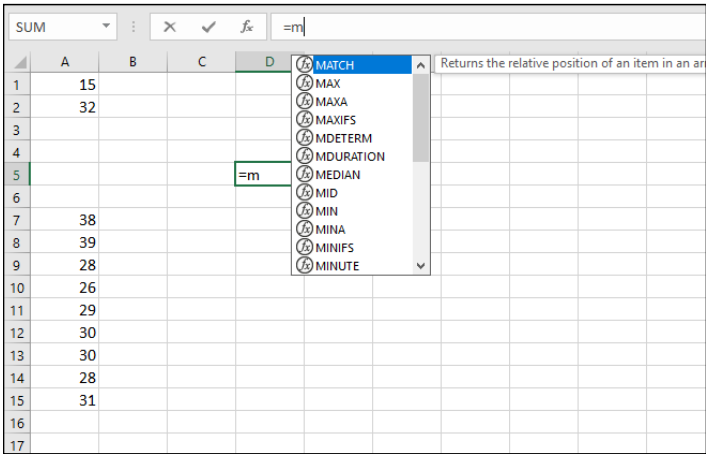 SUM fx =m
A B C D Returns the relative position of an item in an ar
MATCH
1 15 MAX
2 32 MAXA
3 MAXIFS
4 MDETERM
MDURATION
5 =m MEDIAN
6 MID
7 38 MIN
MINA
8 39 MINIFS
9 28 MINUTE
10 26
11 29
12 30
13 30
14 28
15 31
16
17